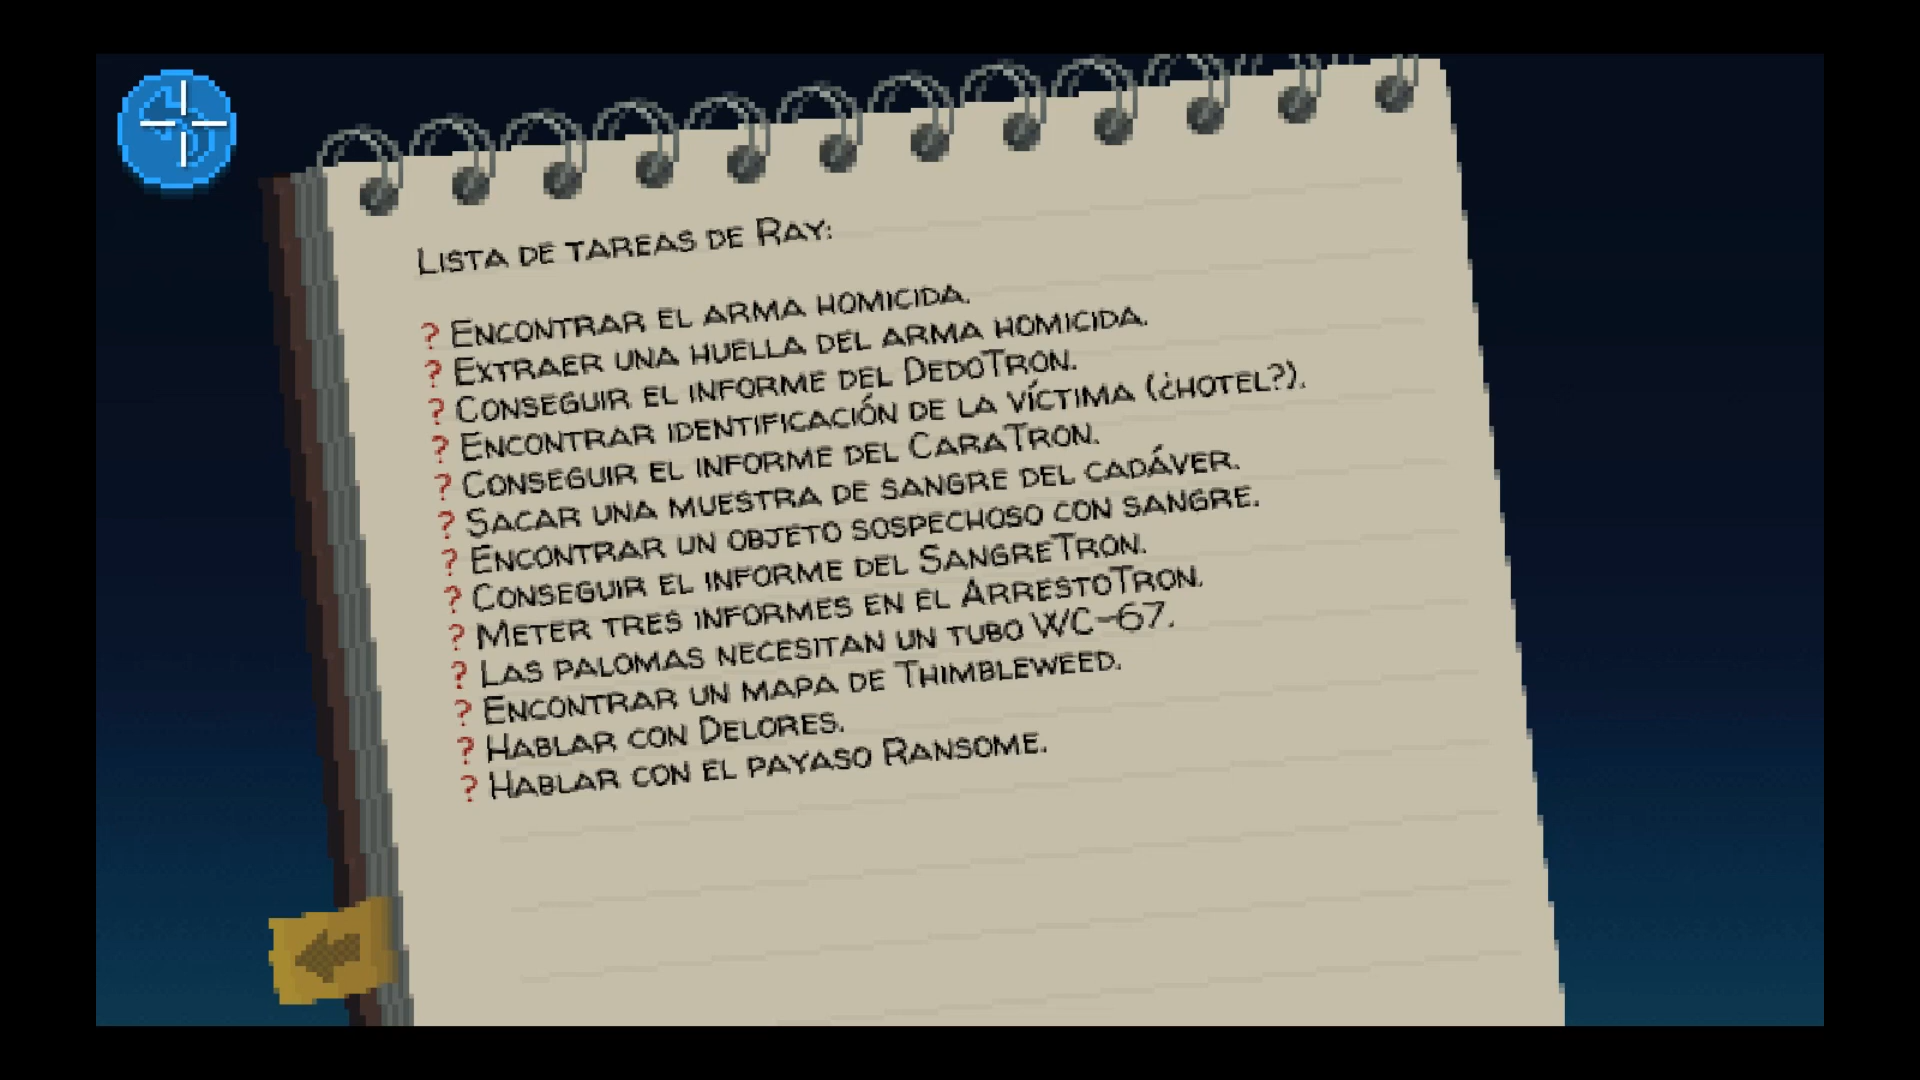 Lista de tareas de Ray:
? Encontrar el arma homicida.
? Extraer una huella del arma homicida.
? Conseguir el informe del DedoTron.
? Encontrar identificación de la víctima (¿hotel?).
? Conseguir el informe del CaraTron.
? Sacar una muestra de sangre del cadáver.
? Encontrar un objeto sospechoso con sangre.
? Conseguir el informe del SangreTron.
? Meter tres informes en el ArrestoTron.
? Las palomas necesitan un tubo WC-67.
? Encontrar un mapa de Thimbleweed.
? Hablar con Delores.
? Hablar con el payaso Ransome.